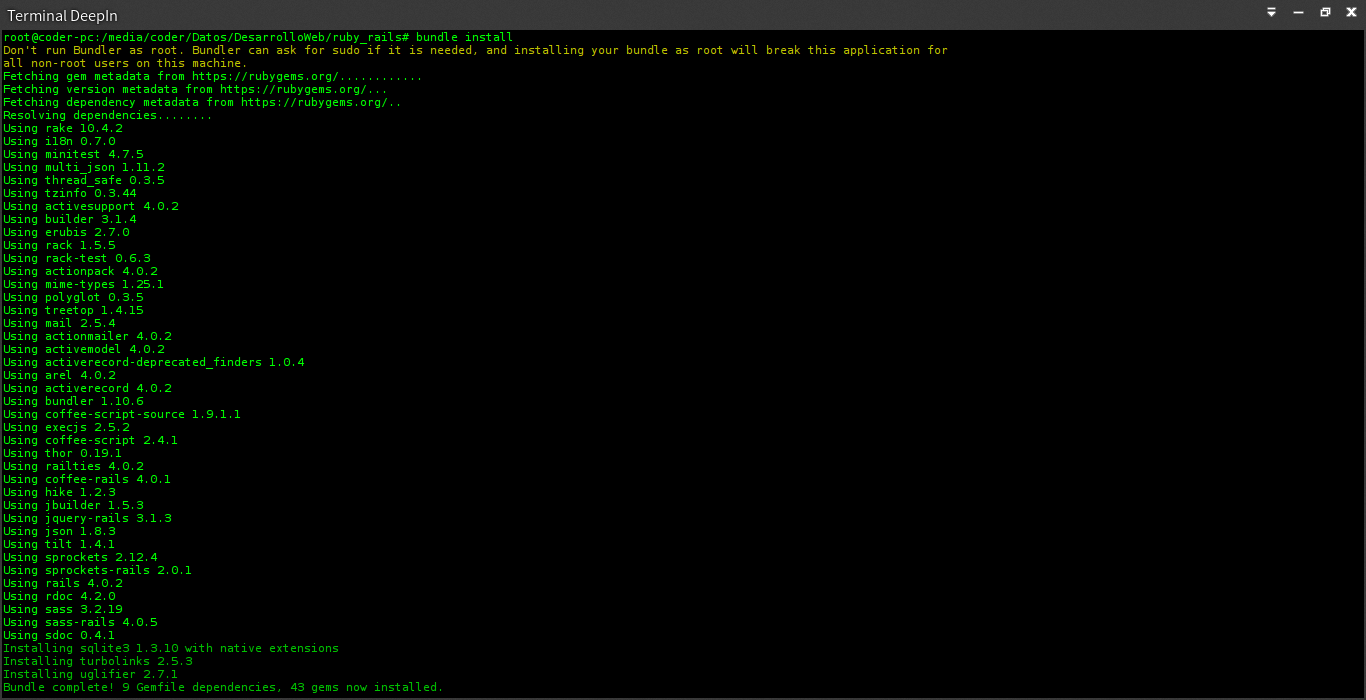 Terminal DeepIn
root@coder-pc:/media/coder/Datos/DesarrolloWeb/ruby_rails# bundle install
Don't run Bundler as root. Bundler can ask for sudo if it is needed, and installing your bundle as root will break this application for
all non-root users on this machine.
Fetching gem metadata from https://rubygems.org/............
Fetching version metadata from https://rubygems.org/...
Fetching dependency metadata from https://rubygems.org/..
Resolving dependencies........
Using rake 10.4.2
Using i18n 0.7.0
Using minitest 4.7.5
Using multi_json 1.11.2
Using thread_safe 0.3.5
Using tzinfo 0.3.44
Using activesupport 4.0.2
Using builder 3.1.4
Using erubis 2.7.0
Using rack 1.5.5
Using rack-test 0.6.3
Using actionpack 4.0.2
Using mime-types 1.25.1
Using polyglot 0.3.5
Using treetop 1.4.15
Using mail 2.5.4
Using actionmailer 4.0.2
Using activemodel 4.0.2
Using activerecord-deprecated_finders 1.0.4
Using arel 4.0.2
Using activerecord 4.0.2
Using bundler 1.10.6
Using coffee-script-source 1.9.1.1
Using execjs 2.5.2
Using coffee-script 2.4.1
Using thor 0.19.1
Using railties 4.0.2
Using coffee-rails 4.0.1
Using hike 1.2.3
Using jbuilder 1.5.3
Using jquery-rails 3.1.3
Using json 1.8.3
Using tilt 1.4.1
Using sprockets 2.12.4
Using sprockets-rails 2.0.1
Using rails 4.0.2
Using rdoc 4.2.0
Using sass 3.2.19
Using sass-rails 4.0.5
Using sdoc 0.4.1
Installing sqlite3 1.3.10 with native extensions
Installing turbolinks 2.5.3
Installing uglifier 2.7.1
Bundle complete! 9 Gemfile dependencies, 43 gems now installed.